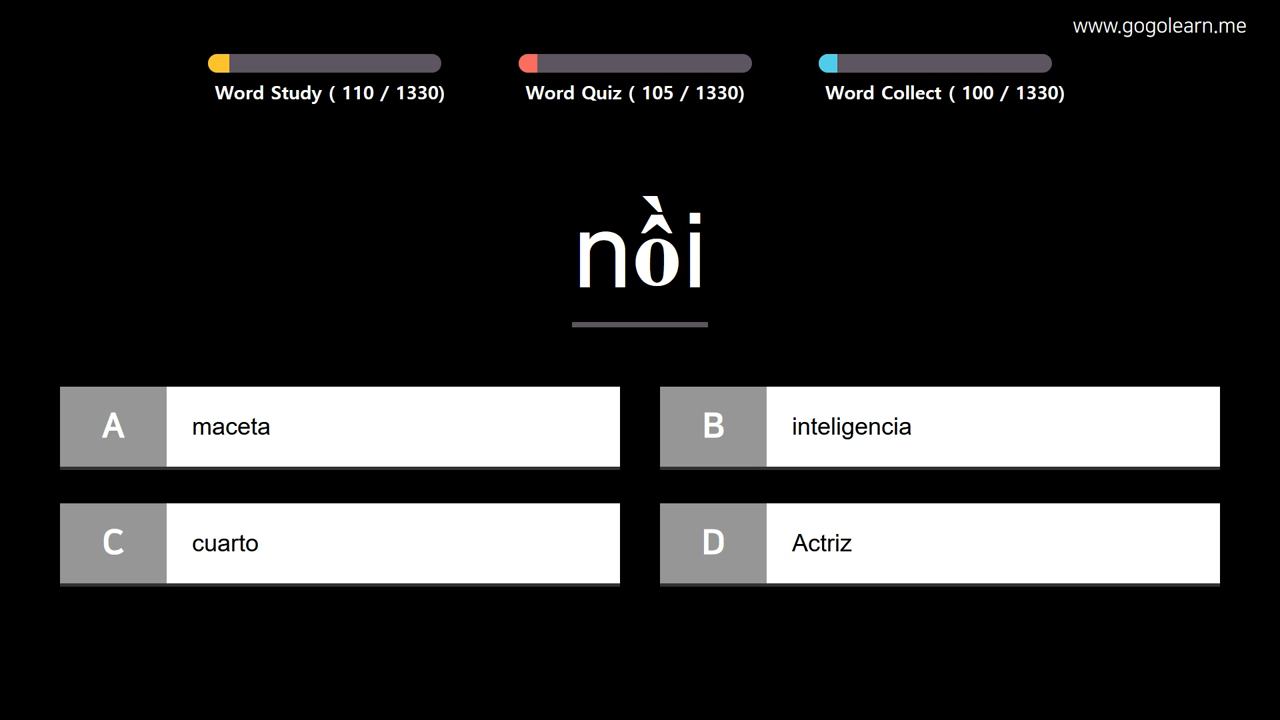 www.gogolearn.me
Word Study ( 110 / 1330)
Word Quiz ( 105 / 1330)
Word Collect ( 100 / 1330)
nồi
A maceta
B inteligencia
C cuarto
D Actriz